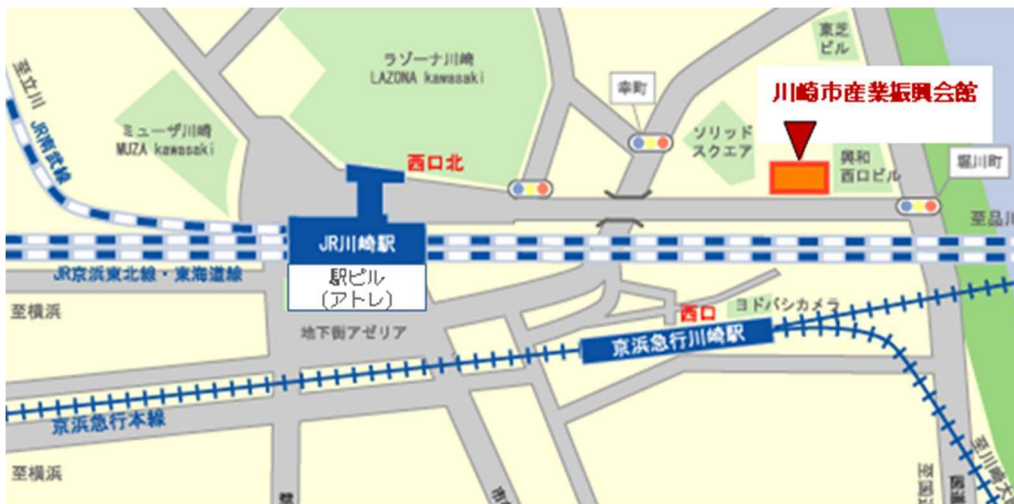 東芝
ビル
ラゾーナ川崎
LAZONA kawasaki
幸町
川崎市産業振興会館
至立川
JR南武線
ミューザ川崎
MUZA kawasaki
ソリッド
スクエア
西口北
興和
西口ビル
堀川町
至品川
JR川崎駅
JR京浜東北線・東海道線
駅ビル
(アトレ)
至横浜
西口
ヨドバシカメラ
地下街アゼリア
京浜急行川崎駅
京浜急行本線
至横浜
至川崎大